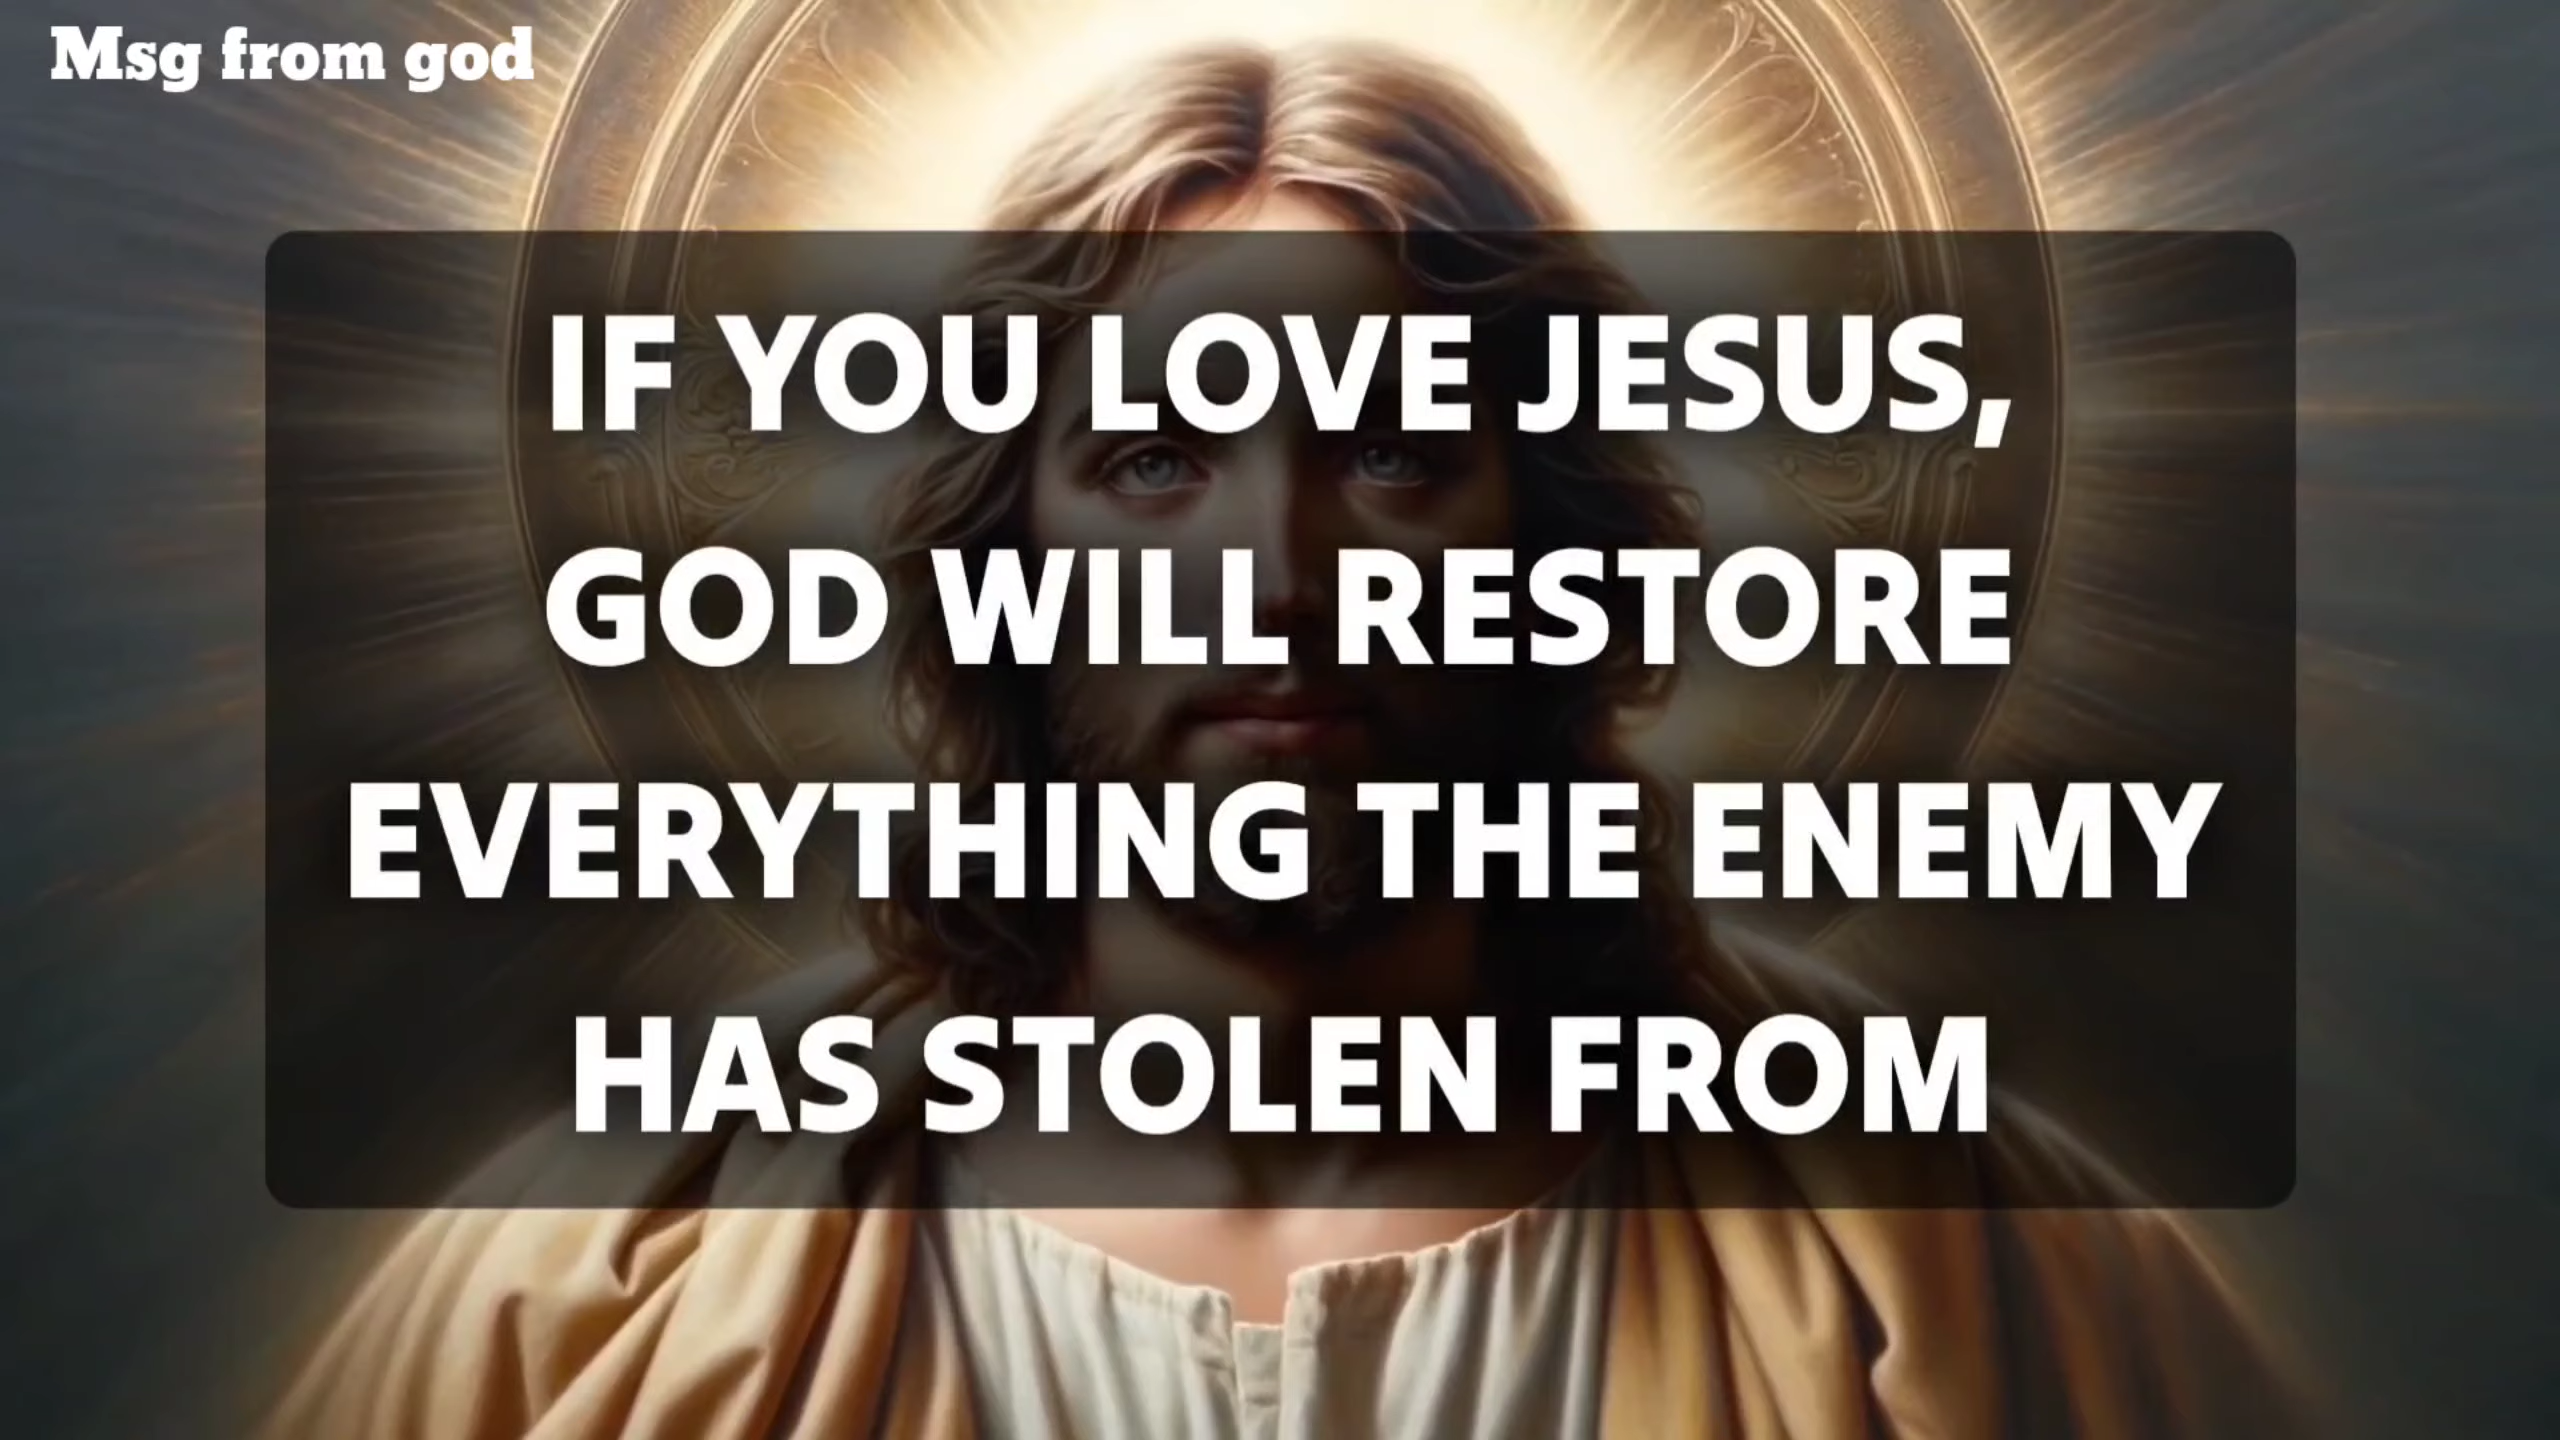 Msg from god
IF YOU LOVE JESUS,
GOD WILL RESTORE
EVERYTHING THE ENEMY
HAS STOLEN FROM